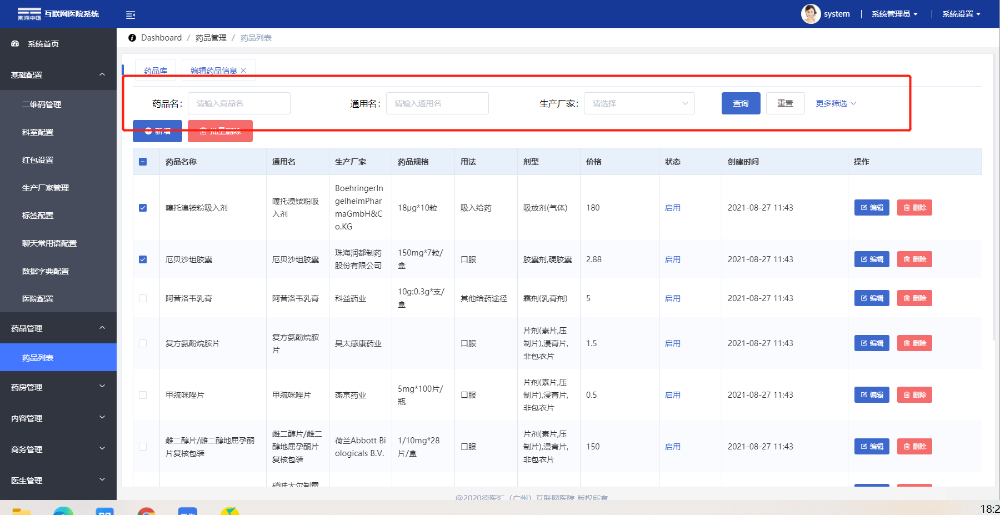 東海中医 互联网医院系统
system
系统管理员
系统设置
系统首页
基础配置
二维码管理
科室配置
红包设置
生产厂家管理
标签配置
聊天常用语配置
数据字典配置
医院配置
药品管理
药品列表
药房管理
内容管理
商务管理
医生管理
Dashboard / 药品管理 / 药品列表
药品库
编辑药品信息
药品名: 请输入商品名
通用名: 请输入通用名
生产厂家: 请选择
查询
重置
更多筛选
新增
批量删除
药品名称 通用名 生产厂家 药品规格 用法 剂型 价格 状态 创建时间 操作
噻托溴铵粉吸入剂
噻托溴铵粉吸
入剂
BoehringerIn
gelheimPhar
maGmbH&C
o.KG
18μg*10粒
吸入给药
吸放剂(气体)
180
启用
2021-08-27 11:43
编辑
删除
厄贝沙坦胶囊
厄贝沙坦胶囊
珠海润都制药
股份有限公司
150mg*7粒/
盒
口服
胶囊剂,硬胶囊
2.88
启用
2021-08-27 11:43
编辑
删除
阿昔洛韦乳膏
阿昔洛韦乳膏
科益药业
10g:0.3g*支/
盒
其他给药途径
霜剂(乳膏剂)
5
启用
2021-08-27 11:43
编辑
删除
复方氨酚烷胺片
复方氨酚烷胺
片
吴太感康药业
口服
片剂(素片,压
制片),浸膏片,
非包衣片
1.5
启用
2021-08-27 11:43
编辑
删除
甲巯咪唑片
甲巯咪唑片
燕京药业
5mg*100片/
瓶
口服
片剂(素片,压
制片),浸膏片,
非包衣片
0.5
启用
2021-08-27 11:43
编辑
删除
雌二醇片/雌二醇地屈孕酮
片复核包装
雌二醇片/雌二
醇地屈孕酮片
复核包装
荷兰Abbott Bi
ologicals B.V.
1/10mg*28
片/盒
口服
片剂(素片,压
制片),浸膏片,
非包衣片
150
启用
2021-08-27 11:43
编辑
删除
@2020德医汇（广州）互联网医院 版权所有
18:2